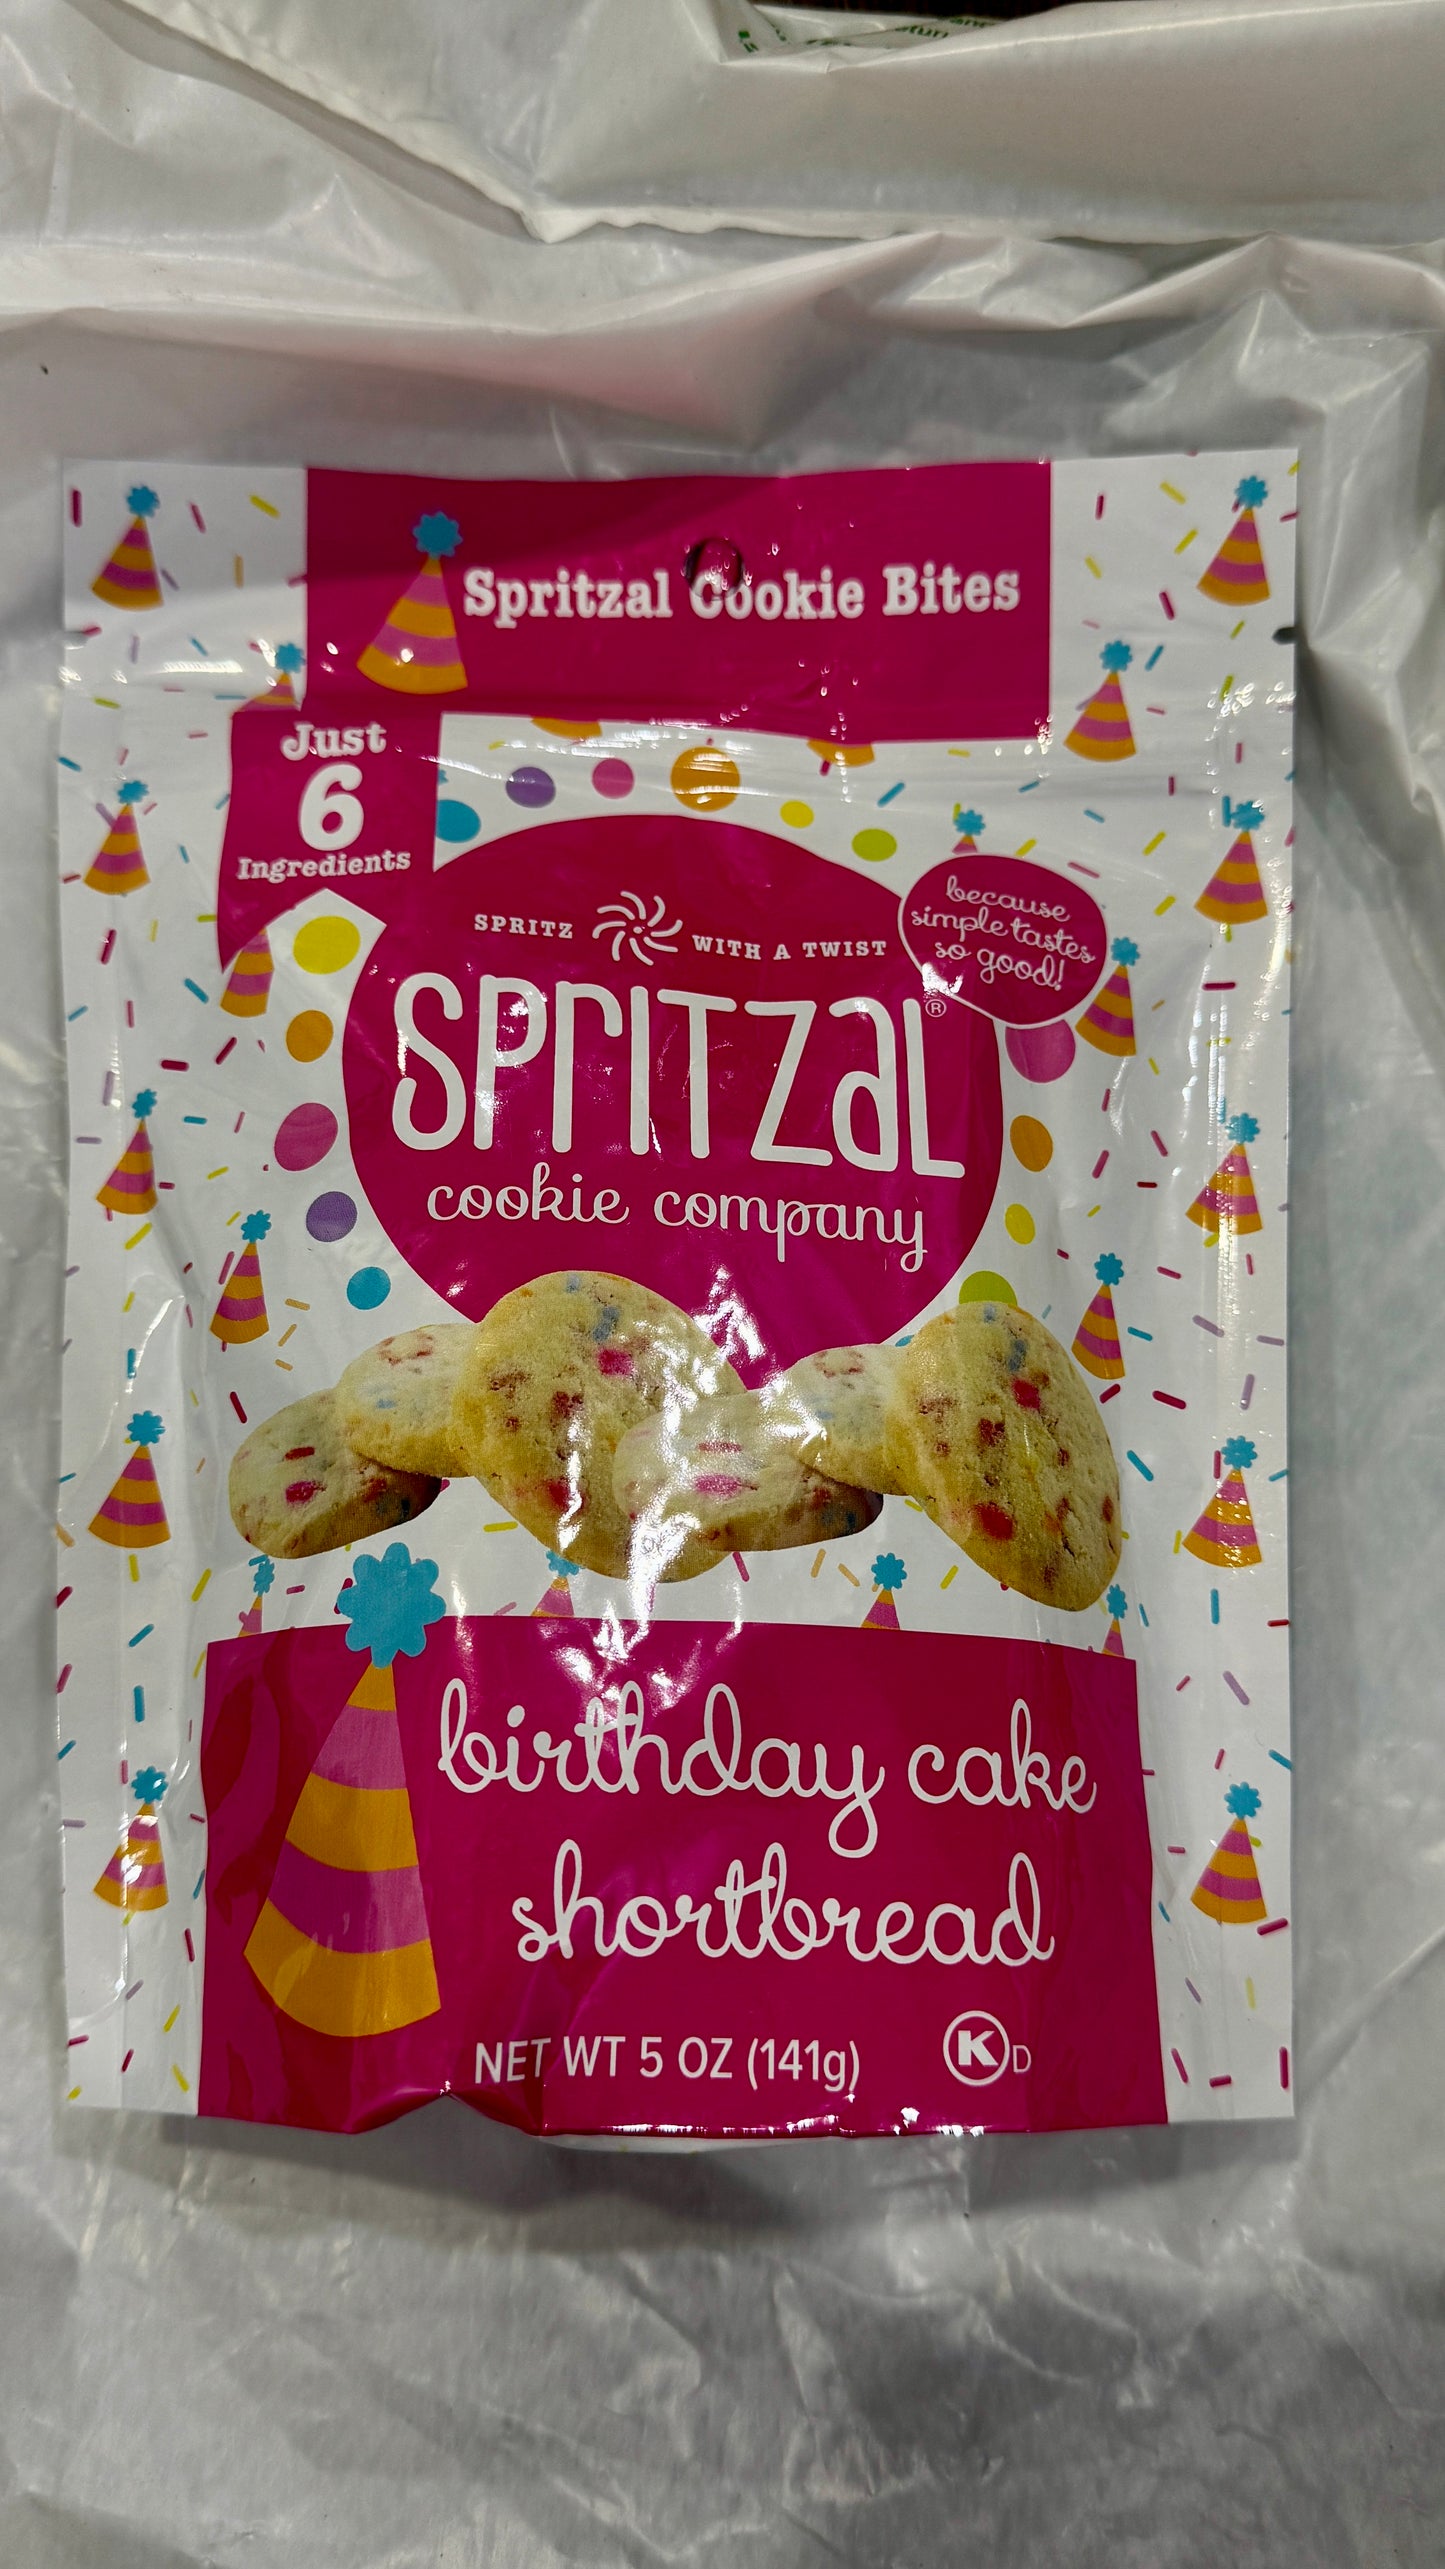 Spritzal Cookie Bites
Just
6
Ingredients
SPRITZ WITH A TWIST
SPRITZAL®
cookie company
because
simple tastes
so good!
birthday cake
shortbread
NET WT 5 OZ (141g)
K D